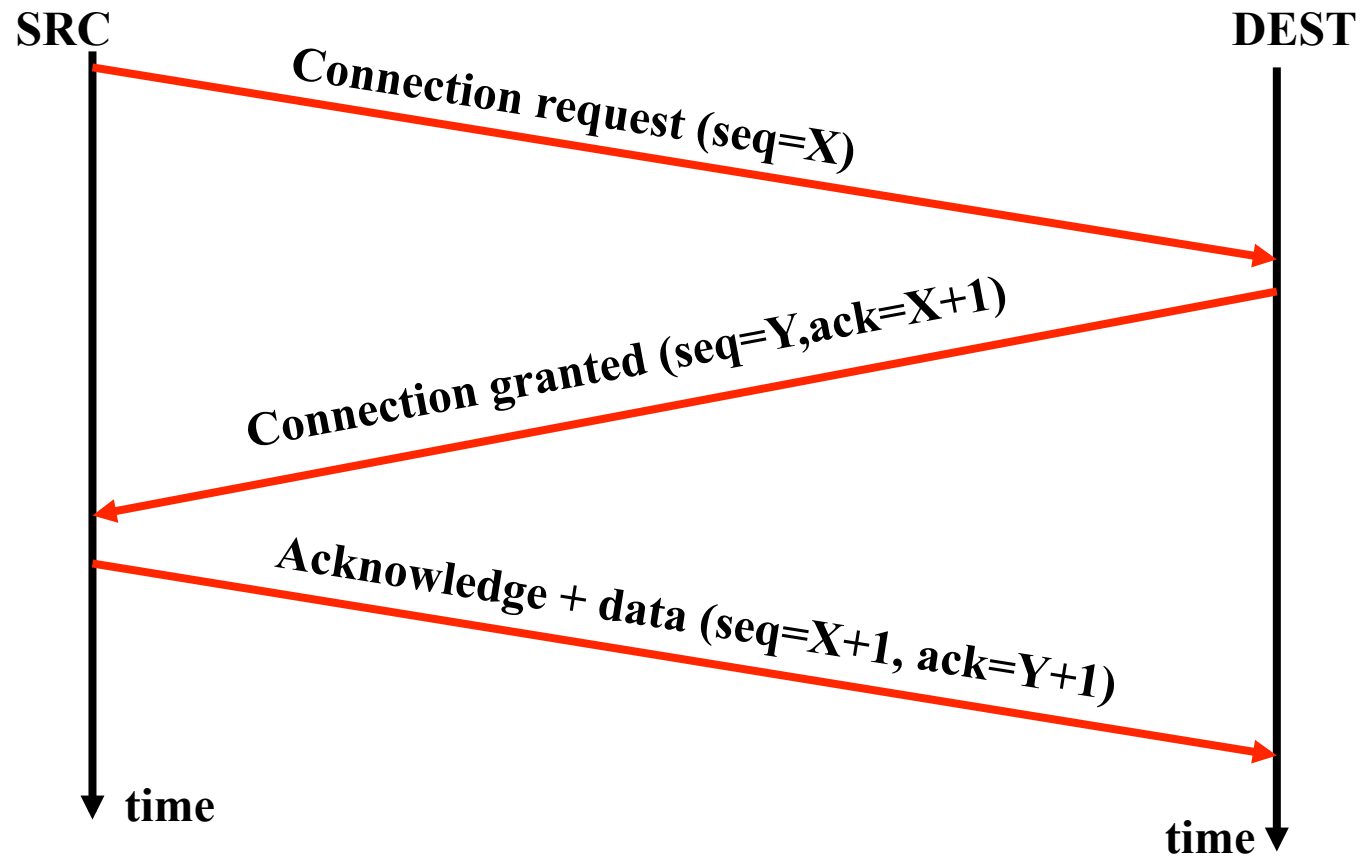 SRC
DEST
Connection request (seq=X)
Connection granted (seq=Y,ack=X+1)
Acknowledge + data (seq=X+1, ack=Y+1)
time
time